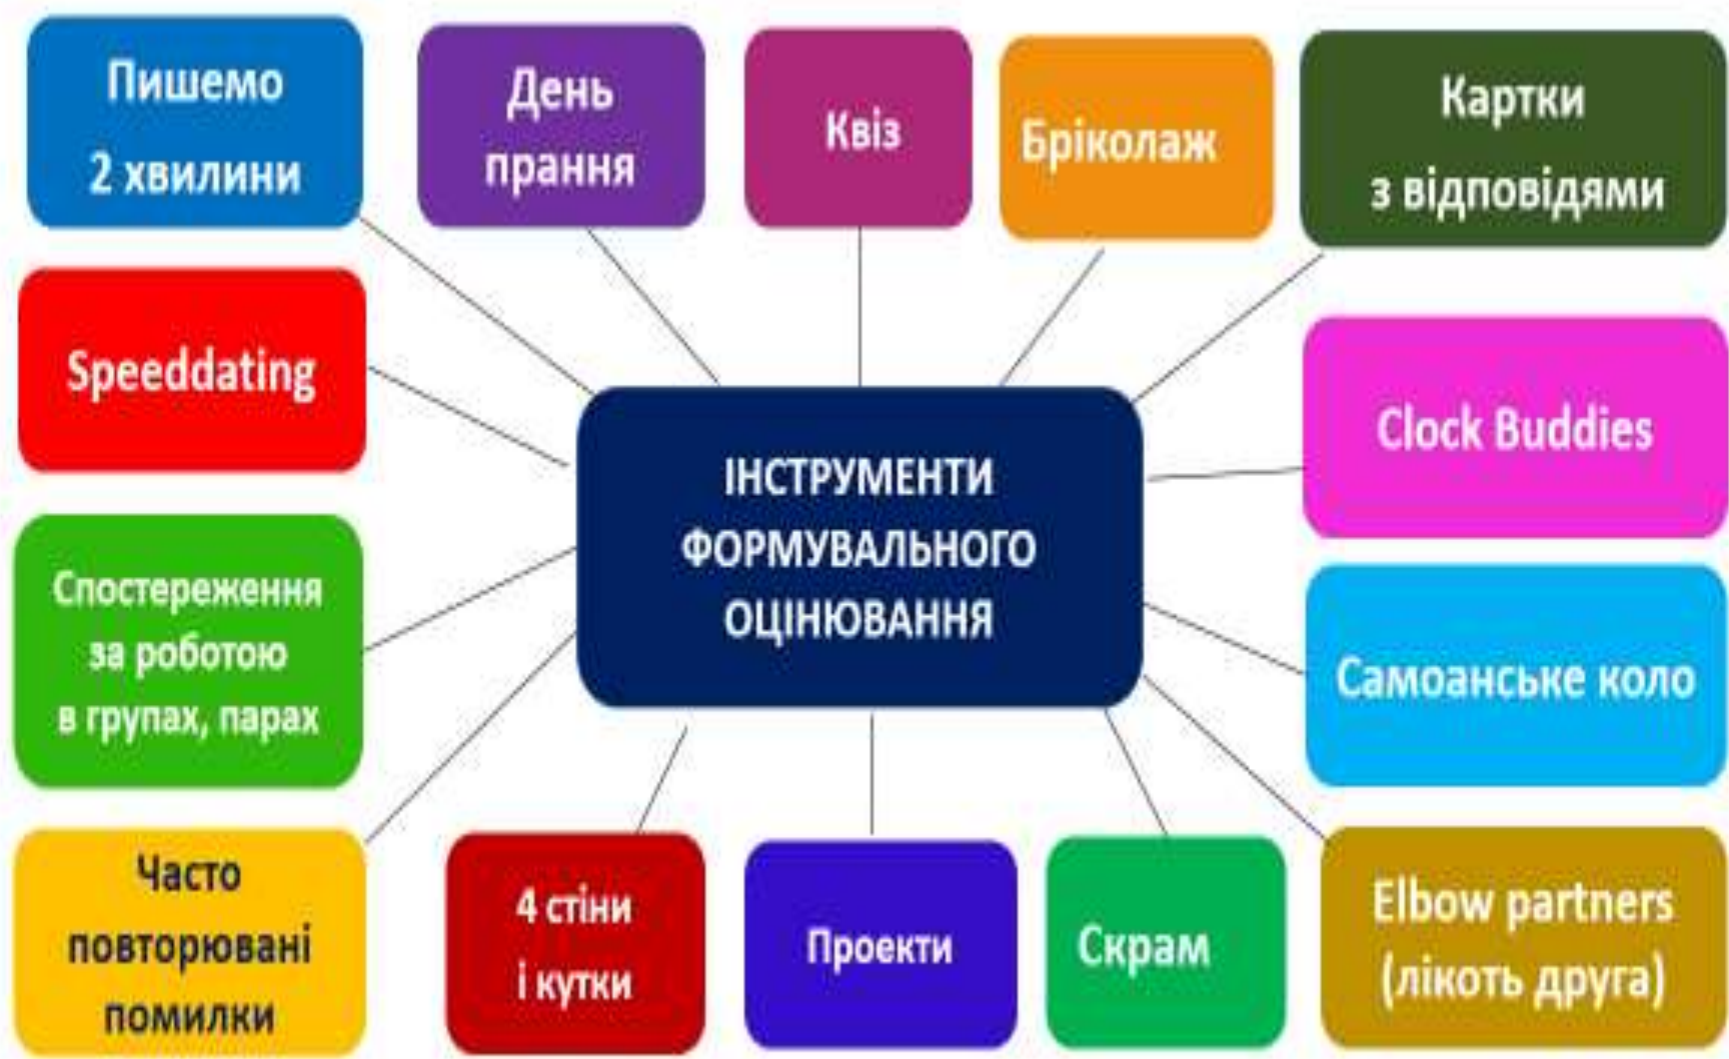 Пишемо
2 хвилини
День
прання
Квіз
Бріколаж
Картки
з відповідями
Speeddating
Clock Buddies
ІНСТРУМЕНТИ
ФОРМУВАЛЬНОГО
ОЦІНЮВАННЯ
Спостереження
за роботою
в групах, парах
Самоанське коло
Часто
повторювані
помилки
4 стіни
і кутки
Проекти
Скрам
Elbow partners
(лікоть друга)